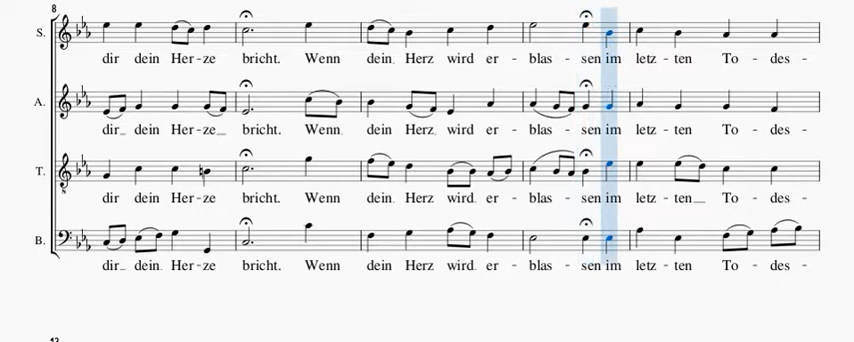 8
S.
dir dein Her-ze bricht. Wenn dein Herz wird er - blas - sen im letz - ten To - des -
A.
dir_ dein Her-ze_ bricht. Wenn dein Herz wird er - blas - sen im letz - ten To - des -
T.
dir dein Her-ze bricht. Wenn dein Herz wird er - blas - sen im letz - ten_ To - des -
B.
dir_ dein Her-ze bricht. Wenn dein Herz wird er - blas - sen im letz - ten To - des -